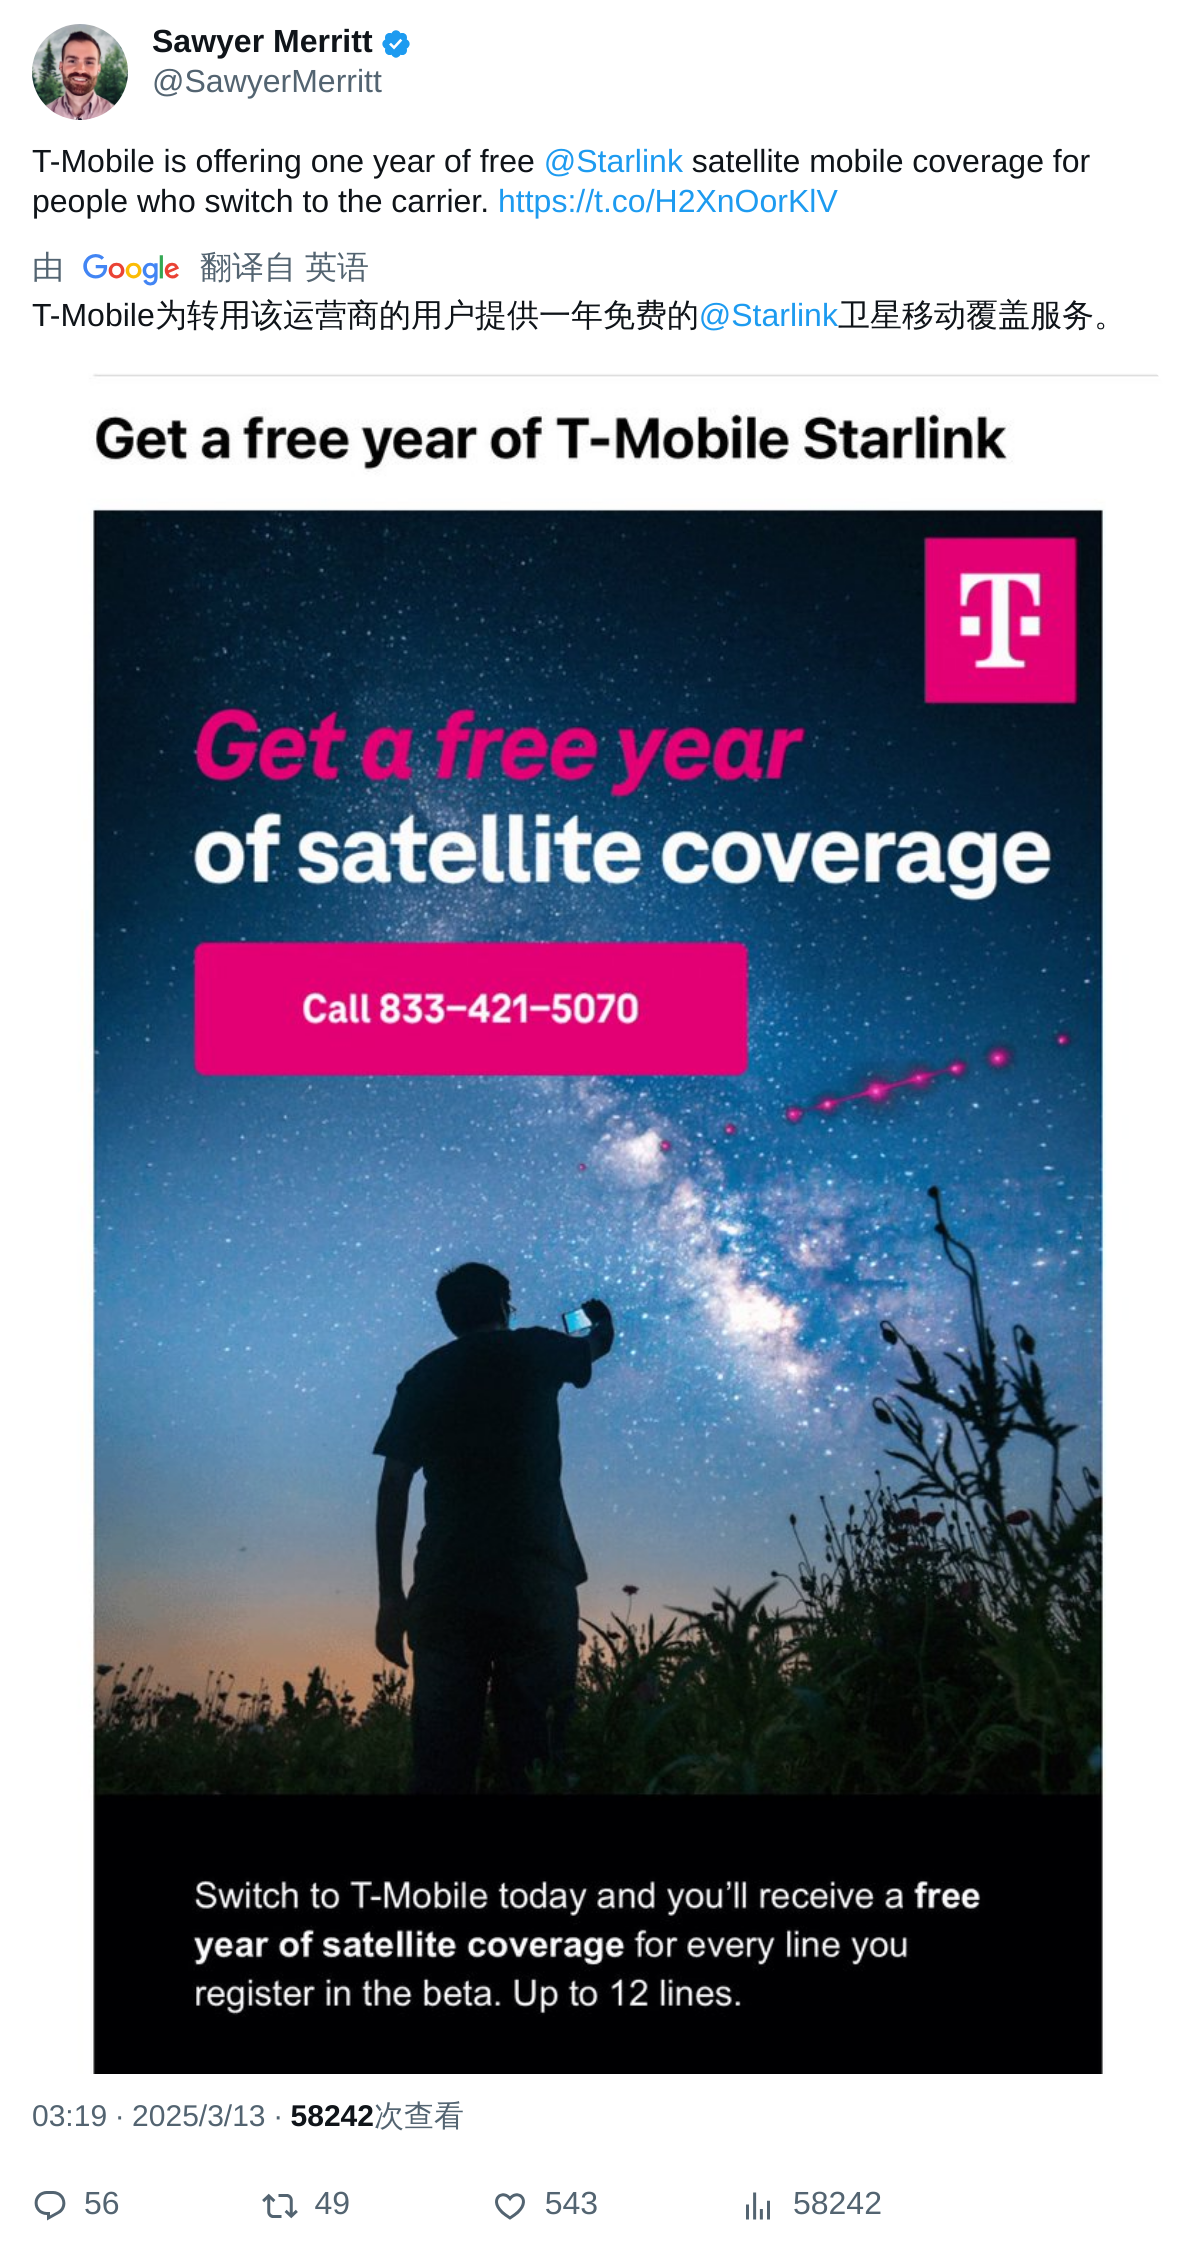 Sawyer Merritt
@SawyerMerritt
T-Mobile is offering one year of free @Starlink satellite mobile coverage for
people who switch to the carrier. https://t.co/H2XnOorKlV
由 Google 翻译自 英语
T-Mobile为转用该运营商的用户提供一年免费的@Starlink卫星移动覆盖服务。
Get a free year of T-Mobile Starlink
T
Get a free year
of satellite coverage
Call 833-421-5070
Switch to T-Mobile today and you’ll receive a free
year of satellite coverage for every line you
register in the beta. Up to 12 lines.
03:19 · 2025/3/13 · 58242次查看
56 49 543 58242